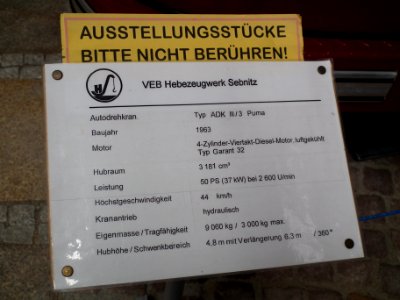 AUSSTELLUNGSSTÜCKE
BITTE NICHT BERÜHREN!
VEB Hebezeugwerk Sebnitz
Autodrehkran Typ ADK III/3 Puma
Baujahr 1963
Motor 4-Zylinder-Viertakt-Diesel-Motor, luftgekühlt
Typ Garant 32
Hubraum 3 181 cm³
Leistung 50 PS (37 kW) bei 2 600 U/min
Höchstgeschwindigkeit 44 km/h
Kranantrieb hydraulisch
Eigenmasse / Tragfähigkeit 9 060 kg / 3 000 kg max.
Hubhöhe / Schwenkbereich 4,8 m mit Verlängerung 6,3 m / 360°